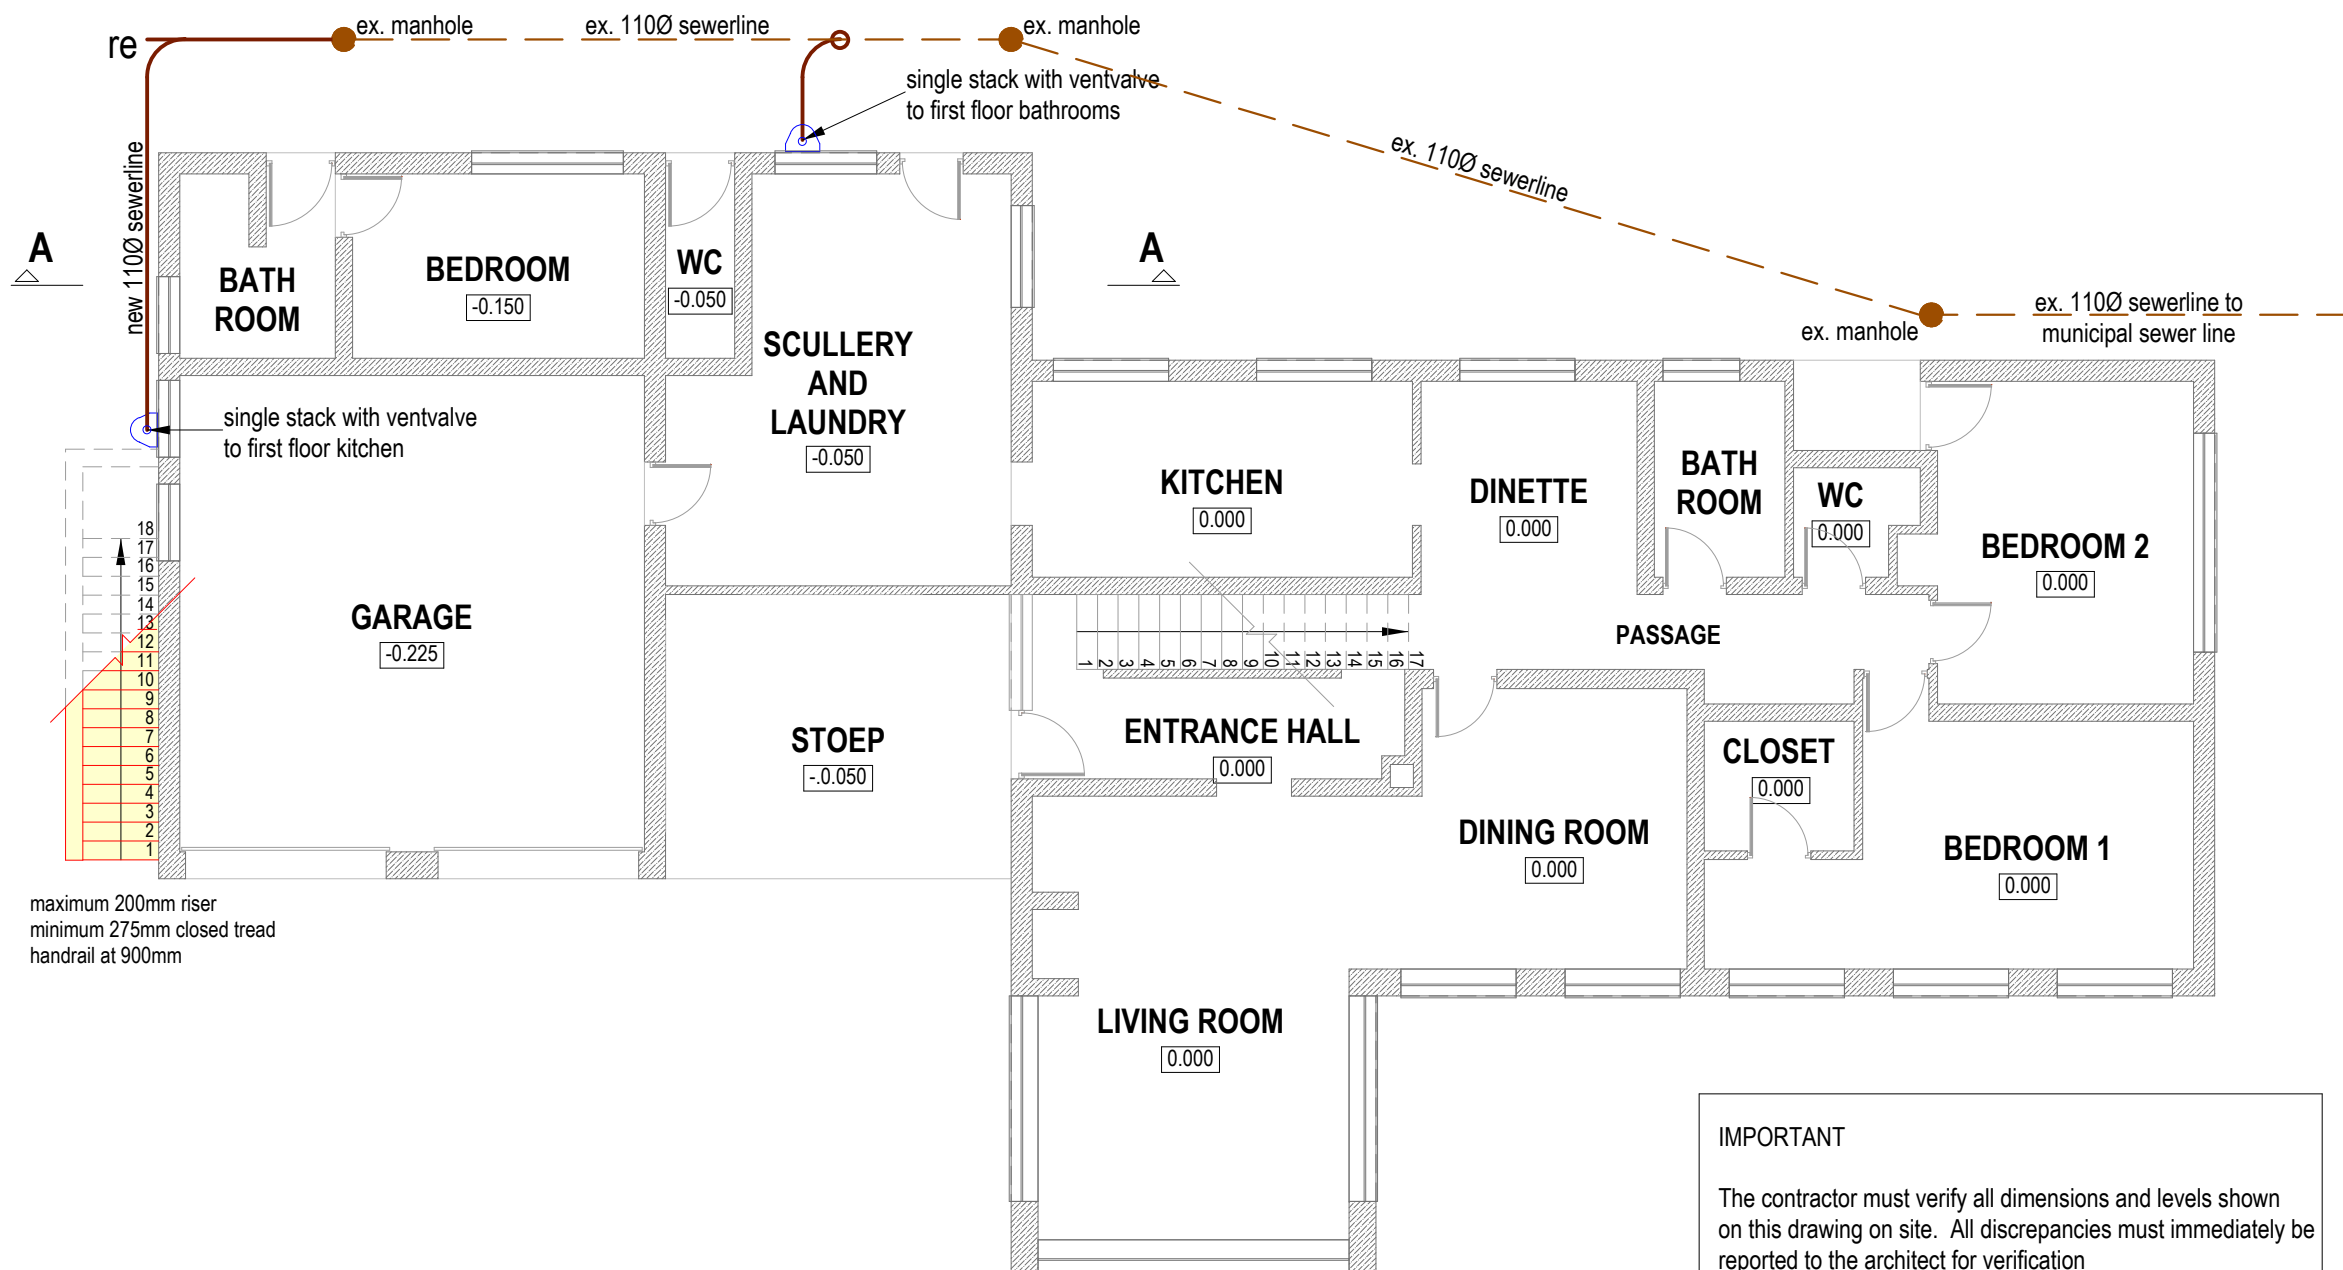 re
ex. manhole
ex. 110Ø sewerline
ex. manhole
single stack with ventvalve
to first floor bathrooms
ex. 110Ø sewerline
new 110Ø sewerline
A
A
ex. manhole
ex. 110Ø sewerline to
municipal sewer line
BATH
ROOM
BEDROOM
-0.150
WC
-0.050
SCULLERY
AND
LAUNDRY
-0.050
single stack with ventvalve
to first floor kitchen
KITCHEN
0.000
DINETTE
0.000
BATH
ROOM
WC
0.000
BEDROOM 2
0.000
18
17
16
15
14
13
12
11
10
9
8
7
6
5
4
3
2
1
GARAGE
-0.225
1 2 3 4 5 6 7 8 9 10 11 12 13 14 15 16 17
PASSAGE
STOEP
-.0.050
ENTRANCE HALL
0.000
CLOSET
0.000
DINING ROOM
0.000
BEDROOM 1
0.000
maximum 200mm riser
minimum 275mm closed tread
handrail at 900mm
LIVING ROOM
0.000
IMPORTANT
The contractor must verify all dimensions and levels shown
on this drawing on site. All discrepancies must immediately be
reported to the architect for verification